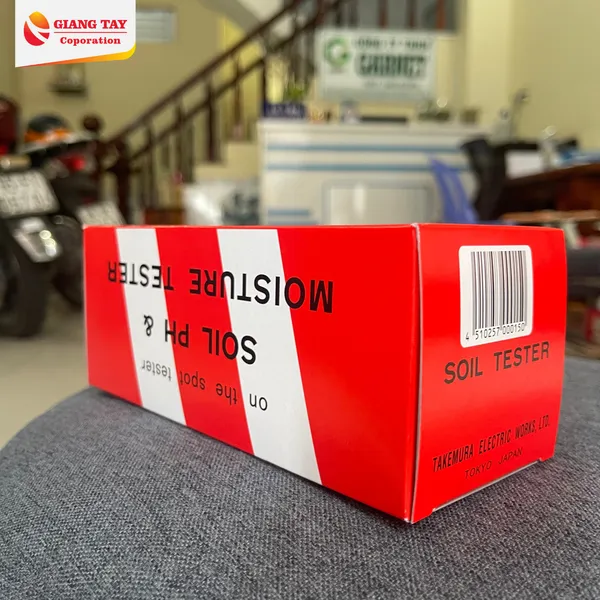 GIANG TAY
Coporation
GARNET
on the spot tester
SOIL PH &
MOISTURE TESTER
4 510257 000150
SOIL TESTER
TAKEMURA ELECTRIC WORKS, LTD.
TOKYO JAPAN